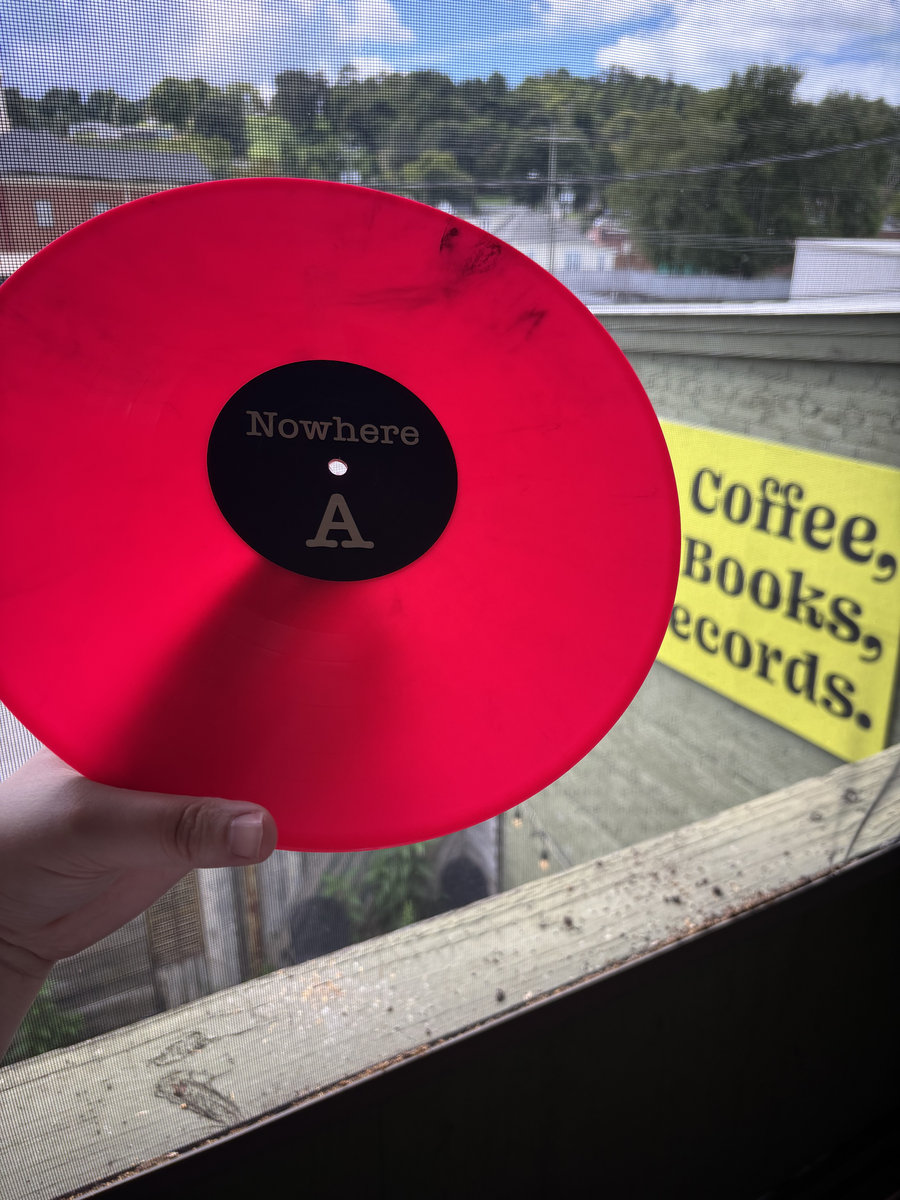 Nowhere
A
Coffee,
Books,
ecords.